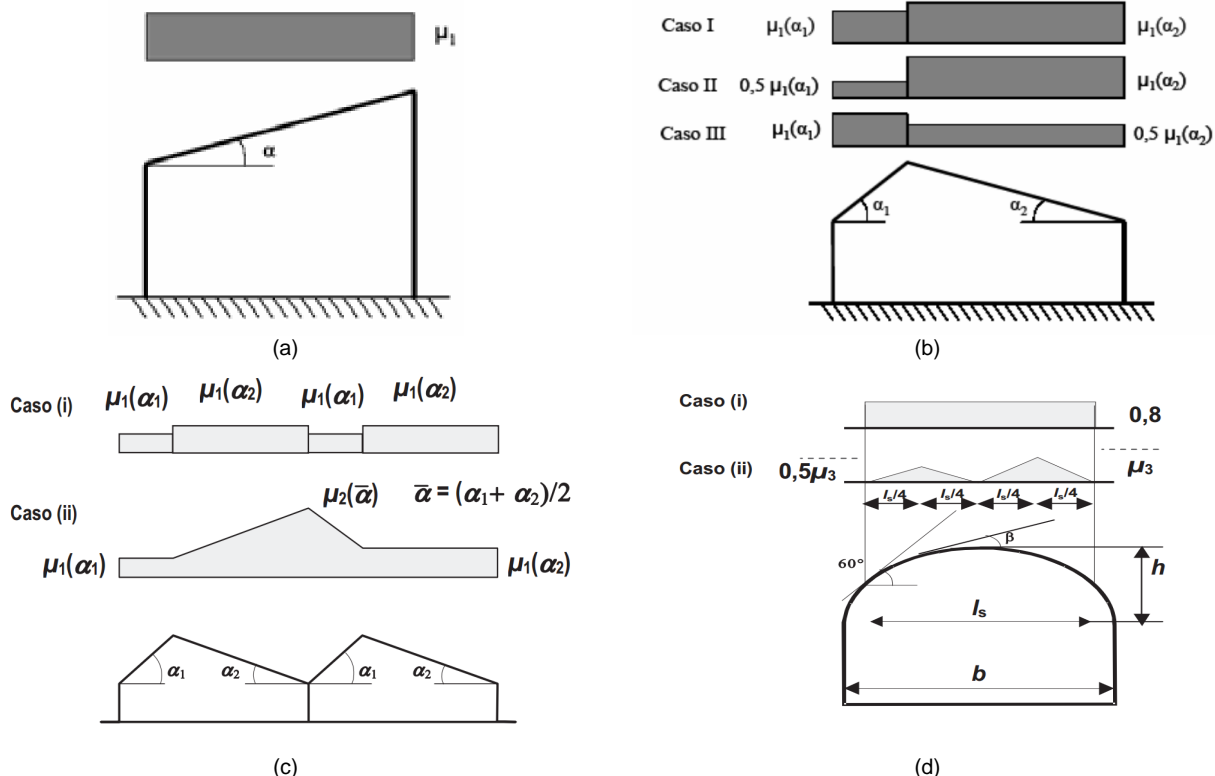 μ₁
α
(a)
Caso I μ₁(α₁) μ₁(α₂)
Caso II 0,5 μ₁(α₁) μ₁(α₂)
Caso III μ₁(α₁) 0,5 μ₁(α₂)
α₁ α₂
(b)
μ₁(α₁) μ₁(α₂) μ₁(α₁) μ₁(α₂)
Caso (i)
μ₂(α̅) α̅ = (α₁+ α₂)/2
Caso (ii)
μ₁(α₁) μ₁(α₂)
α₁ α₂ α₁ α₂
(c)
Caso (i) 0,8
Caso (ii) 0,5μ₃ μ₃
lₛ/4 lₛ/4 lₛ/4 lₛ/4
β
60° h
lₛ
b
(d)